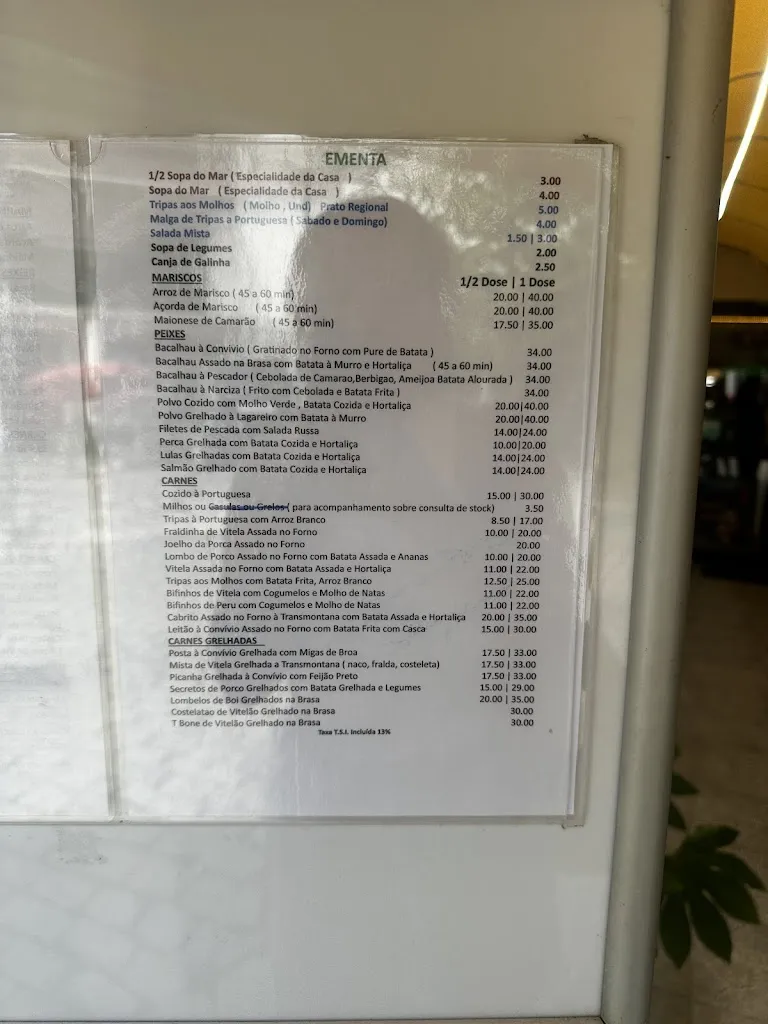 EMENTA
1/2 Sopa do Mar ( Especialidade da Casa ) 3.00
Sopa do Mar ( Especialidade da Casa ) 4.00
Tripas aos Molhos ( Molho , Und) Prato Regional 5.00
Malga de Tripas a Portuguesa ( Sabado e Domingo) 4.00
Salada Mista 1.50 | 3.00
Sopa de Legumes 2.00
Canja de Galinha 2.50
MARISCOS 1/2 Dose | 1 Dose
Arroz de Marisco ( 45 a 60 min) 20.00 | 40.00
Açorda de Marisco ( 45 a 60 min) 20.00 | 40.00
Maionese de Camarão ( 45 a 60 min) 17.50 | 35.00
PEIXES
Bacalhau à Convivio ( Gratinado no Forno com Pure de Batata ) 34.00
Bacalhau Assado na Brasa com Batata à Murro e Hortaliça ( 45 a 60 min) 34.00
Bacalhau à Pescador ( Cebolada de Camarao,Berbigao, Ameijoa Batata Alourada ) 34.00
Bacalhau à Narciza ( Frito com Cebolada e Batata Frita ) 34.00
Polvo Cozido com Molho Verde , Batata Cozida e Hortaliça 20.00|40.00
Polvo Grelhado à Lagareiro com Batata à Murro 20.00|40.00
Filetes de Pescada com Salada Russa 14.00|24.00
Perca Grelhada com Batata Cozida e Hortaliça 10.00|20.00
Lulas Grelhadas com Batata Cozida e Hortaliça 14.00|24.00
Salmão Grelhado com Batata Cozida e Hortaliça 14.00|24.00
CARNES
Cozido à Portuguesa 15.00 | 30.00
Milhos ou Casulas ou Grelos ( para acompanhamento sobre consulta de stock) 3.50
Tripas à Portuguesa com Arroz Branco 8.50 | 17.00
Fraldinha de Vitela Assada no Forno 10.00 | 20.00
Joelho da Porca Assado no Forno 20.00
Lombo de Porco Assado no Forno com Batata Assada e Ananas 10.00 | 20.00
Vitela Assada no Forno com Batata Assada e Hortaliça 11.00 | 22.00
Tripas aos Molhos com Batata Frita, Arroz Branco 12.50 | 25.00
Bifinhos de Vitela com Cogumelos e Molho de Natas 11.00 | 22.00
Bifinhos de Peru com Cogumelos e Molho de Natas 11.00 | 22.00
Cabrito Assado no Forno à Transmontana com Batata Assada e Hortaliça 20.00 | 35.00
Leitão à Convívio Assado no Forno com Batata Frita com Casca 15.00 | 30.00
CARNES GRELHADAS
Posta à Convívio Grelhada com Migas de Broa 17.50 | 33.00
Mista de Vitela Grelhada a Transmontana ( naco, fralda, costeleta) 17.50 | 33.00
Picanha Grelhada à Convívio com Feijão Preto 17.50 | 33.00
Secretos de Porco Grelhados com Batata Grelhada e Legumes 15.00 | 29.00
Lombelos de Boi Grelhados na Brasa 20.00 | 35.00
Costelatao de Vitelão Grelhado na Brasa 30.00
T Bone de Vitelão Grelhado na Brasa 30.00
Taxa T.S.I. Incluída 13%